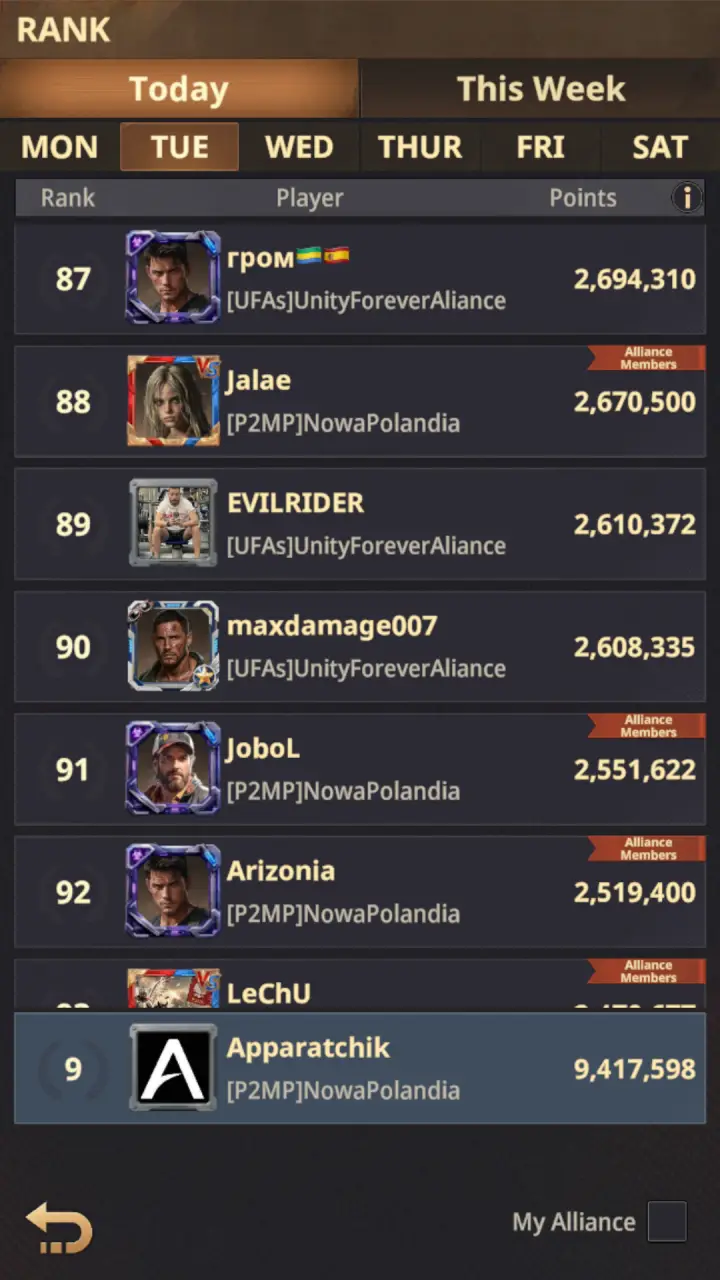 RANK
Today
This Week
MON
TUE
WED
THUR
FRI
SAT
Rank
Player
Points
87
гром
[UFAs]UnityForeverAliance
2,694,310
Alliance
Members
88
Jalae
[P2MP]NowaPolandia
2,670,500
89
EVILRIDER
[UFAs]UnityForeverAliance
2,610,372
90
maxdamage007
[UFAs]UnityForeverAliance
2,608,335
Alliance
Members
91
JoboL
[P2MP]NowaPolandia
2,551,622
Alliance
Members
92
Arizonia
[P2MP]NowaPolandia
2,519,400
Alliance
Members
LeChU
9
Apparatchik
[P2MP]NowaPolandia
9,417,598
My Alliance